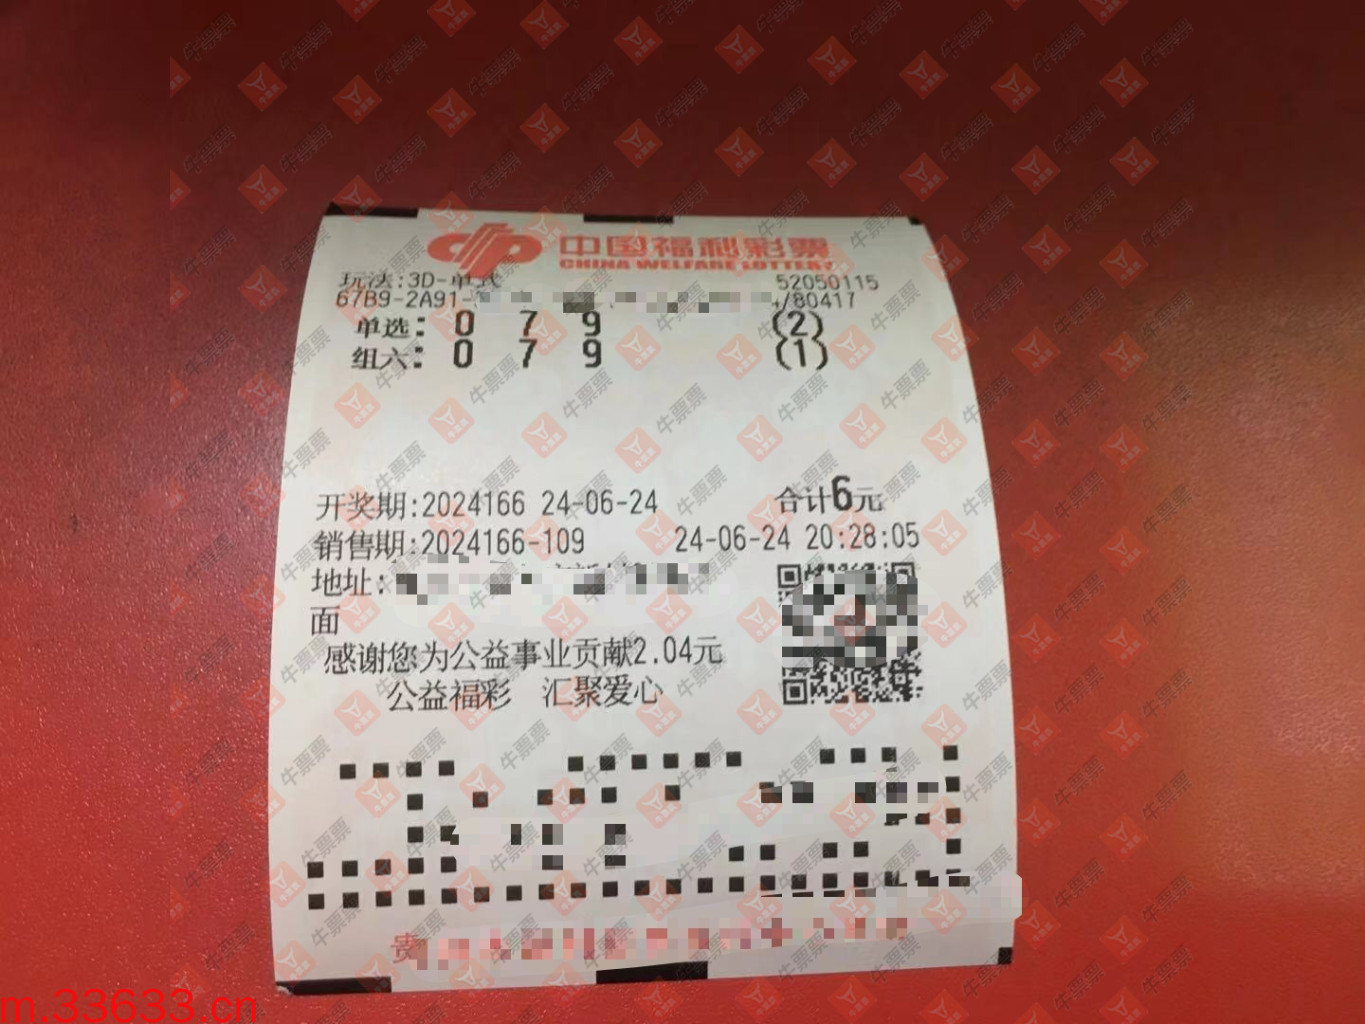 中国福利彩票
CHINA WELFARE LOTTERY
玩法:3D-单式 52050115
67B9-2A91- /80417
单选: 0 7 9 (2)
组六: 0 7 9 (1)
开奖期:2024166 24-06-24 合计6元
销售期:2024166-109 24-06-24 20:28:05
地址:
面
感谢您为公益事业贡献2.04元
公益福彩 汇聚爱心
贵
m.33633.cn
牛票票